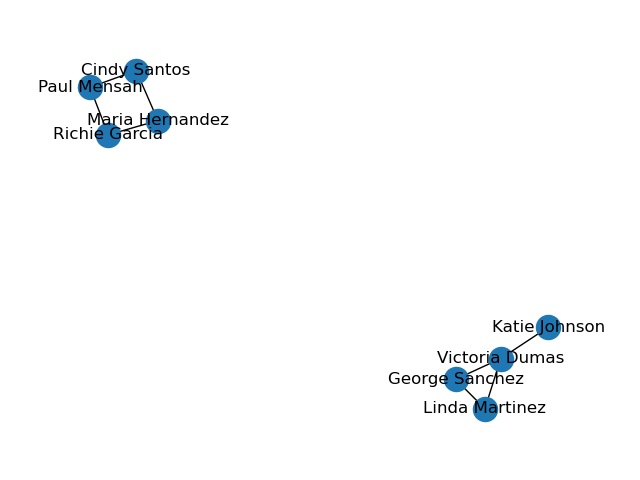 Cindy Santos
Paul Mensah
Maria Hernandez
Richie Garcia
Katie Johnson
Victoria Dumas
George Sanchez
Linda Martinez